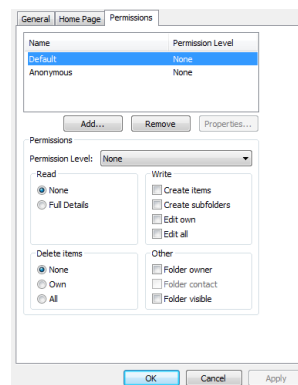 General Home Page Permissions
Name Permission Level
Default None
Anonymous None
Add... Remove Properties...
Permissions
Permission Level: None
Read Write
None Create items
Full Details Create subfolders
Edit own
Edit all
Delete items Other
None Folder owner
Own Folder contact
All Folder visible
OK Cancel Apply